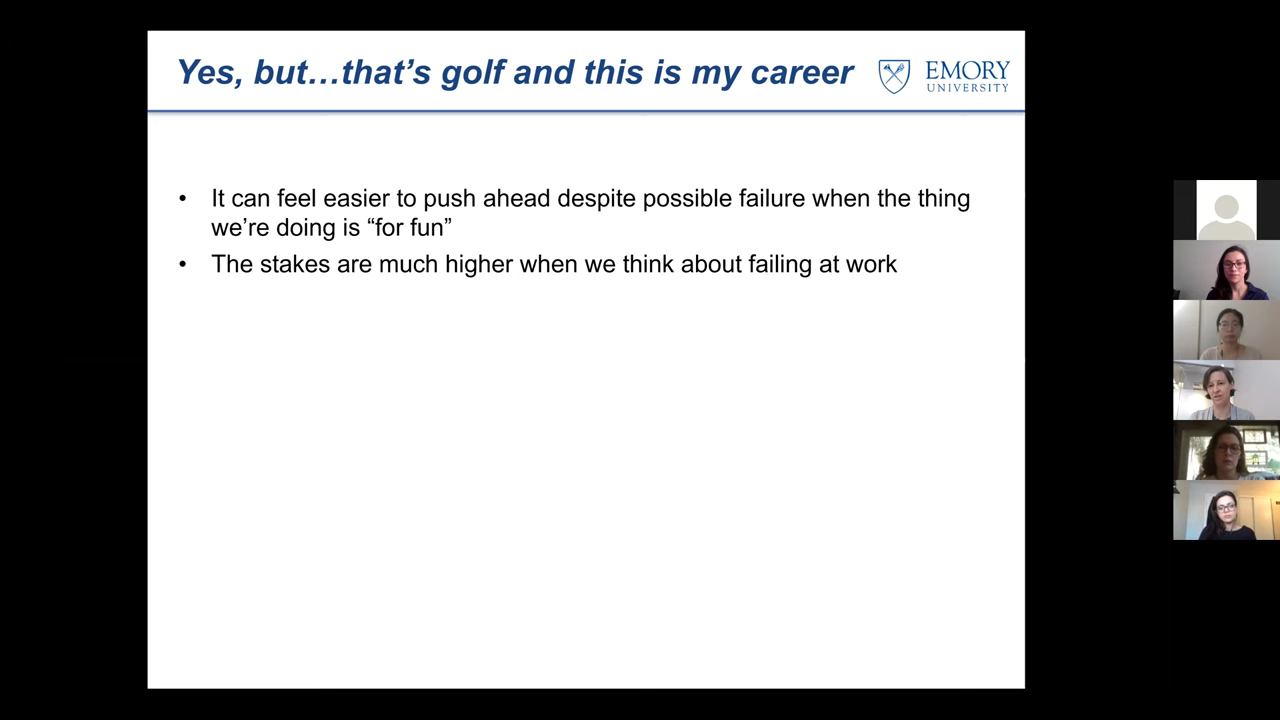 Yes, but…that’s golf and this is my career
EMORY
UNIVERSITY
• It can feel easier to push ahead despite possible failure when the thing
we’re doing is “for fun”
• The stakes are much higher when we think about failing at work